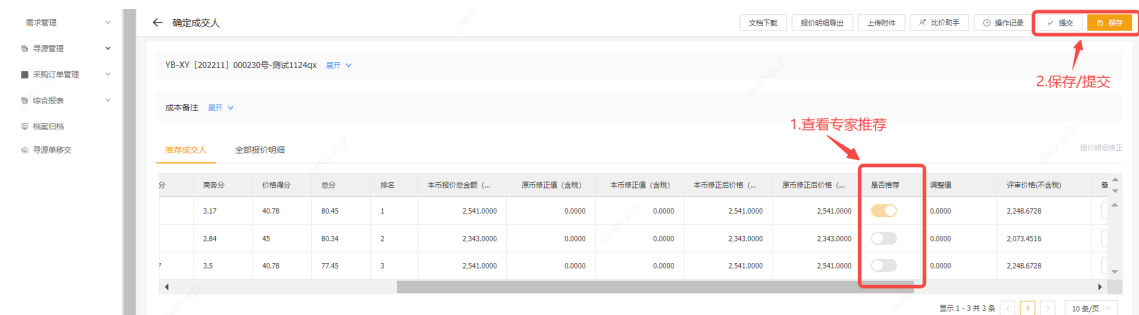 需求管理
寻源管理
采购订单管理
综合报表
档案归档
寻源单移交
← 确定成交人
文档下载 报价明细导出 上传附件 比价助手 操作记录 提交 保存
YB-XY [202211] 000230号-测试1124qx 展开
2.保存/提交
成本备注 展开
1.查看专家推荐
推荐成交人 全部报价明细 报价明细修正
分 商务分 价格得分 总分 排名 本币报价总金额 (... 原币修正值 (含税) 本币修正值 (含税) 本币修正后价格 (... 原币修正后价格 (... 是否推荐 调整值 评审价格(不含税) 备
3.17 40.78 80.45 1 2,541.0000 0.0000 0.0000 2,541.0000 2,541.0000 0.0000 2,248.6728
2.84 45 80.34 2 2,343.0000 0.0000 0.0000 2,343.0000 2,343.0000 0.0000 2,073.4516
3.5 40.78 77.45 3 2,541.0000 0.0000 0.0000 2,541.0000 2,541.0000 0.0000 2,248.6728
显示 1 - 3 共 3 条 < 1 > 10 条/页